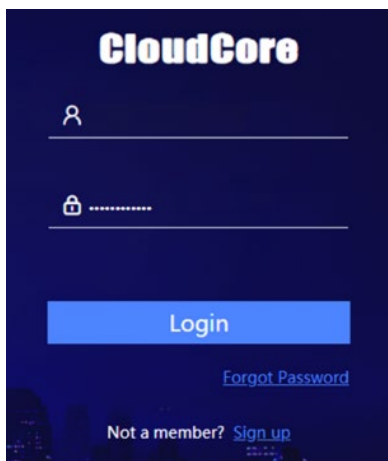 CloudCore
............
Login
Forgot Password
Not a member? Sign up